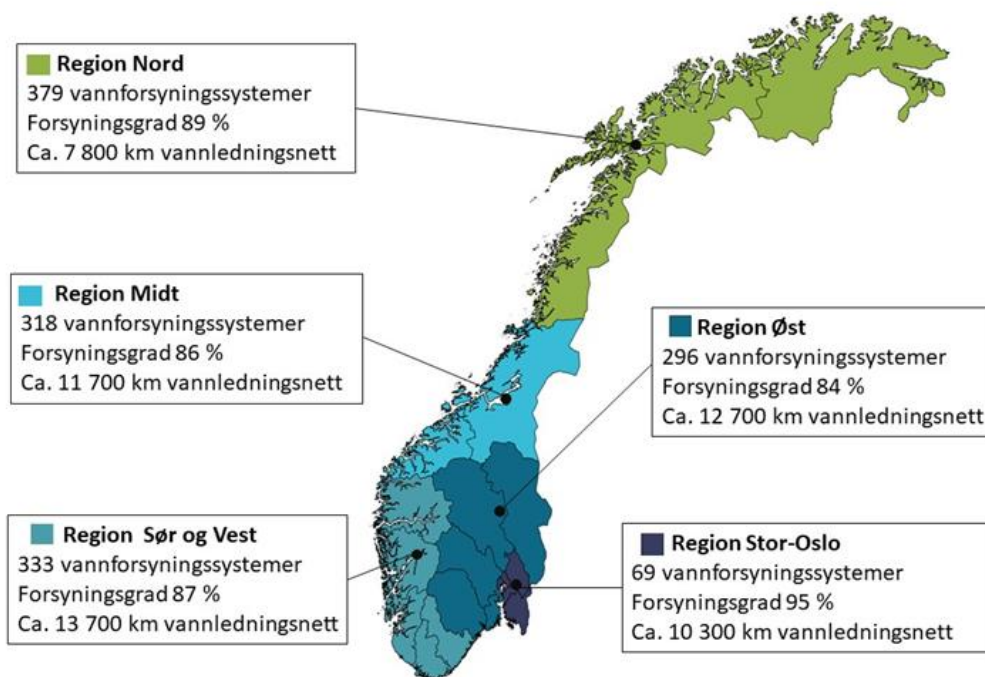 Region Nord
379 vannforsyningssystemer
Forsyningsgrad 89 %
Ca. 7 800 km vannledningsnett
Region Midt
318 vannforsyningssystemer
Forsyningsgrad 86 %
Ca. 11 700 km vannledningsnett
Region Øst
296 vannforsyningssystemer
Forsyningsgrad 84 %
Ca. 12 700 km vannledningsnett
Region Sør og Vest
333 vannforsyningssystemer
Forsyningsgrad 87 %
Ca. 13 700 km vannledningsnett
Region Stor-Oslo
69 vannforsyningssystemer
Forsyningsgrad 95 %
Ca. 10 300 km vannledningsnett